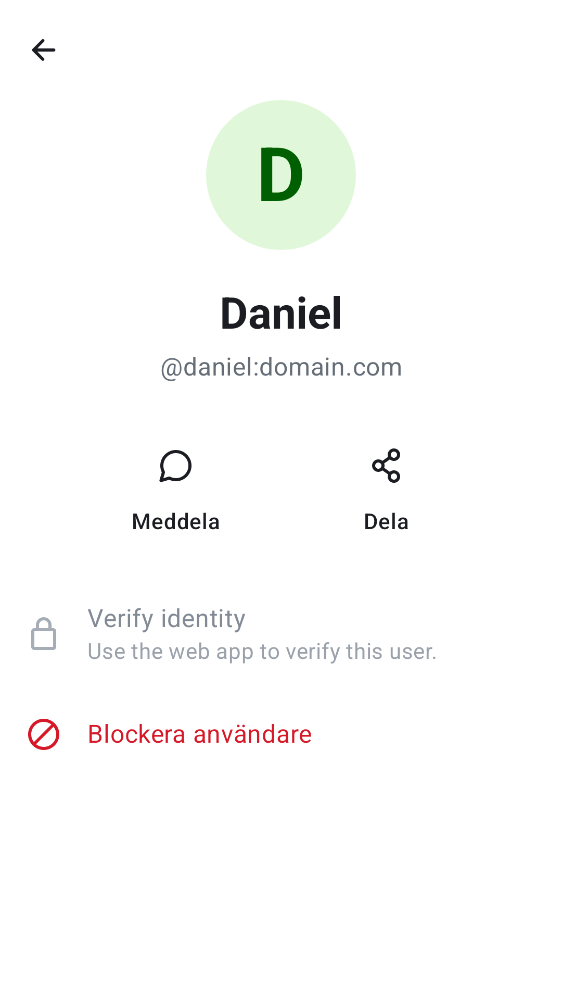 D
Daniel
@daniel:domain.com
Meddela
Dela
Verify identity
Use the web app to verify this user.
Blockera användare